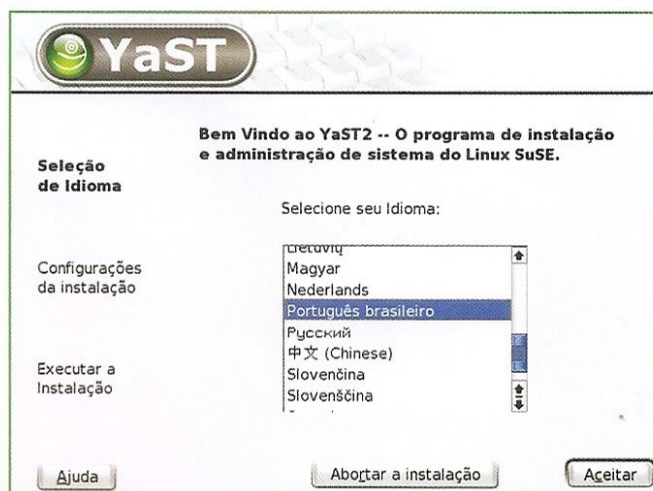 YaST
Bem Vindo ao YaST2 -- O programa de instalação
e administração de sistema do Linux SuSE.
Seleção
de Idioma
Selecione seu Idioma:
Lietuvių
Magyar
Nederlands
Português brasileiro
Русский
中文 (Chinese)
Slovenčina
Slovenščina
Configurações
da instalação
Executar a
Instalação
Ajuda
Abortar a instalação
Aceitar